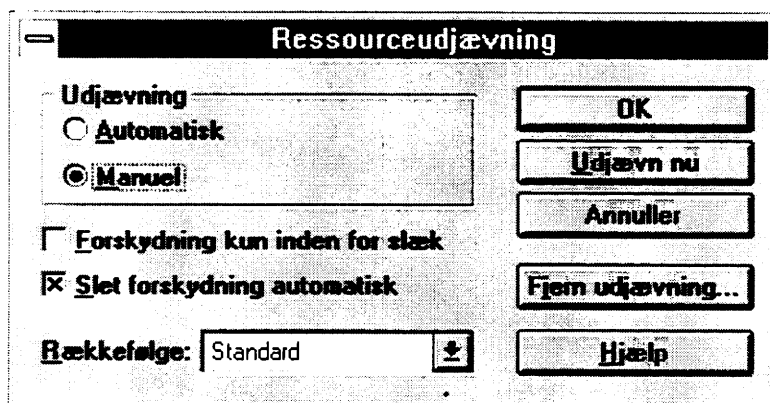 Ressourceudjævning
Udjævning
Automatisk
Manuel
Forskydning kun inden for slæk
Slet forskydning automatisk
Rækkefølge: Standard
OK
Udjævn nu
Annuller
Fjern udjævning...
Hjælp